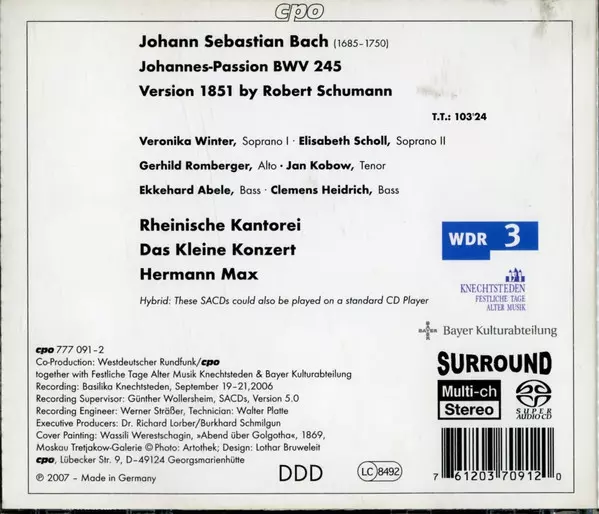 cpo
Johann Sebastian Bach (1685–1750)
Johannes-Passion BWV 245
Version 1851 by Robert Schumann
T.T.: 103'24
Veronika Winter, Soprano I · Elisabeth Scholl, Soprano II
Gerhild Romberger, Alto · Jan Kobow, Tenor
Ekkehard Abele, Bass · Clemens Heidrich, Bass
Rheinische Kantorei
Das Kleine Konzert
Hermann Max
WDR 3
Hybrid: These SACDs could also be played on a standard CD Player
KNECHTSTEDEN
FESTLICHE TAGE
ALTER MUSIK
Bayer Kulturabteilung
cpo 777 091-2
Co-Production: Westdeutscher Rundfunk/cpo
together with Festliche Tage Alter Musik Knechtsteden & Bayer Kulturabteilung
Recording: Basilika Knechtsteden, September 19–21,2006
Recording Supervisor: Günther Wollersheim, SACDs, Version 5.0
Recording Engineer: Werner Sträßer, Technician: Walter Platte
Executive Producers: Dr. Richard Lorber/Burkhard Schmilgun
Cover Painting: Wassili Werestschagin, »Abend über Golgotha«, 1869,
Moskau Tretjakow-Galerie © Photo: Artothek; Design: Lothar Bruweleit
cpo, Lübecker Str. 9, D–49124 Georgsmarienhütte
℗ 2007 – Made in Germany
DDD
LC 8492
SURROUND
Multi-ch
Stereo
SUPER AUDIO CD
7 61203 70912 0